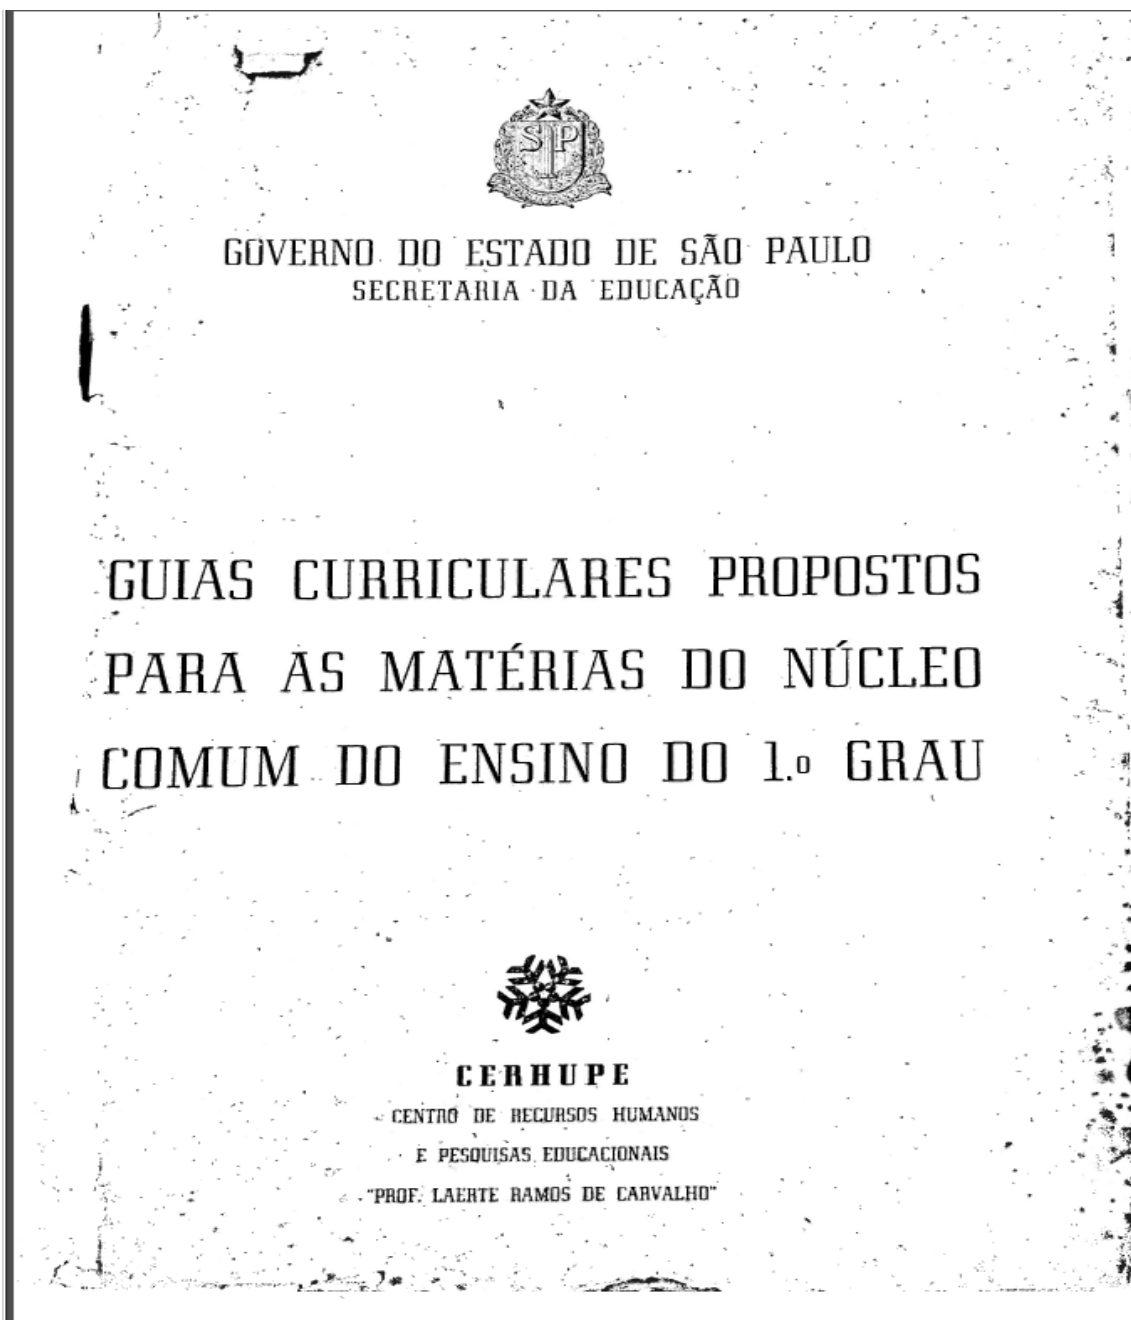 SP
GOVERNO DO ESTADO DE SÃO PAULO
SECRETARIA DA EDUCAÇÃO
GUIAS CURRICULARES PROPOSTOS
PARA AS MATÉRIAS DO NÚCLEO
COMUM DO ENSINO DO 1.º GRAU
CERHUPE
CENTRO DE RECURSOS HUMANOS
E PESQUISAS EDUCACIONAIS
"PROF. LAERTE RAMOS DE CARVALHO"